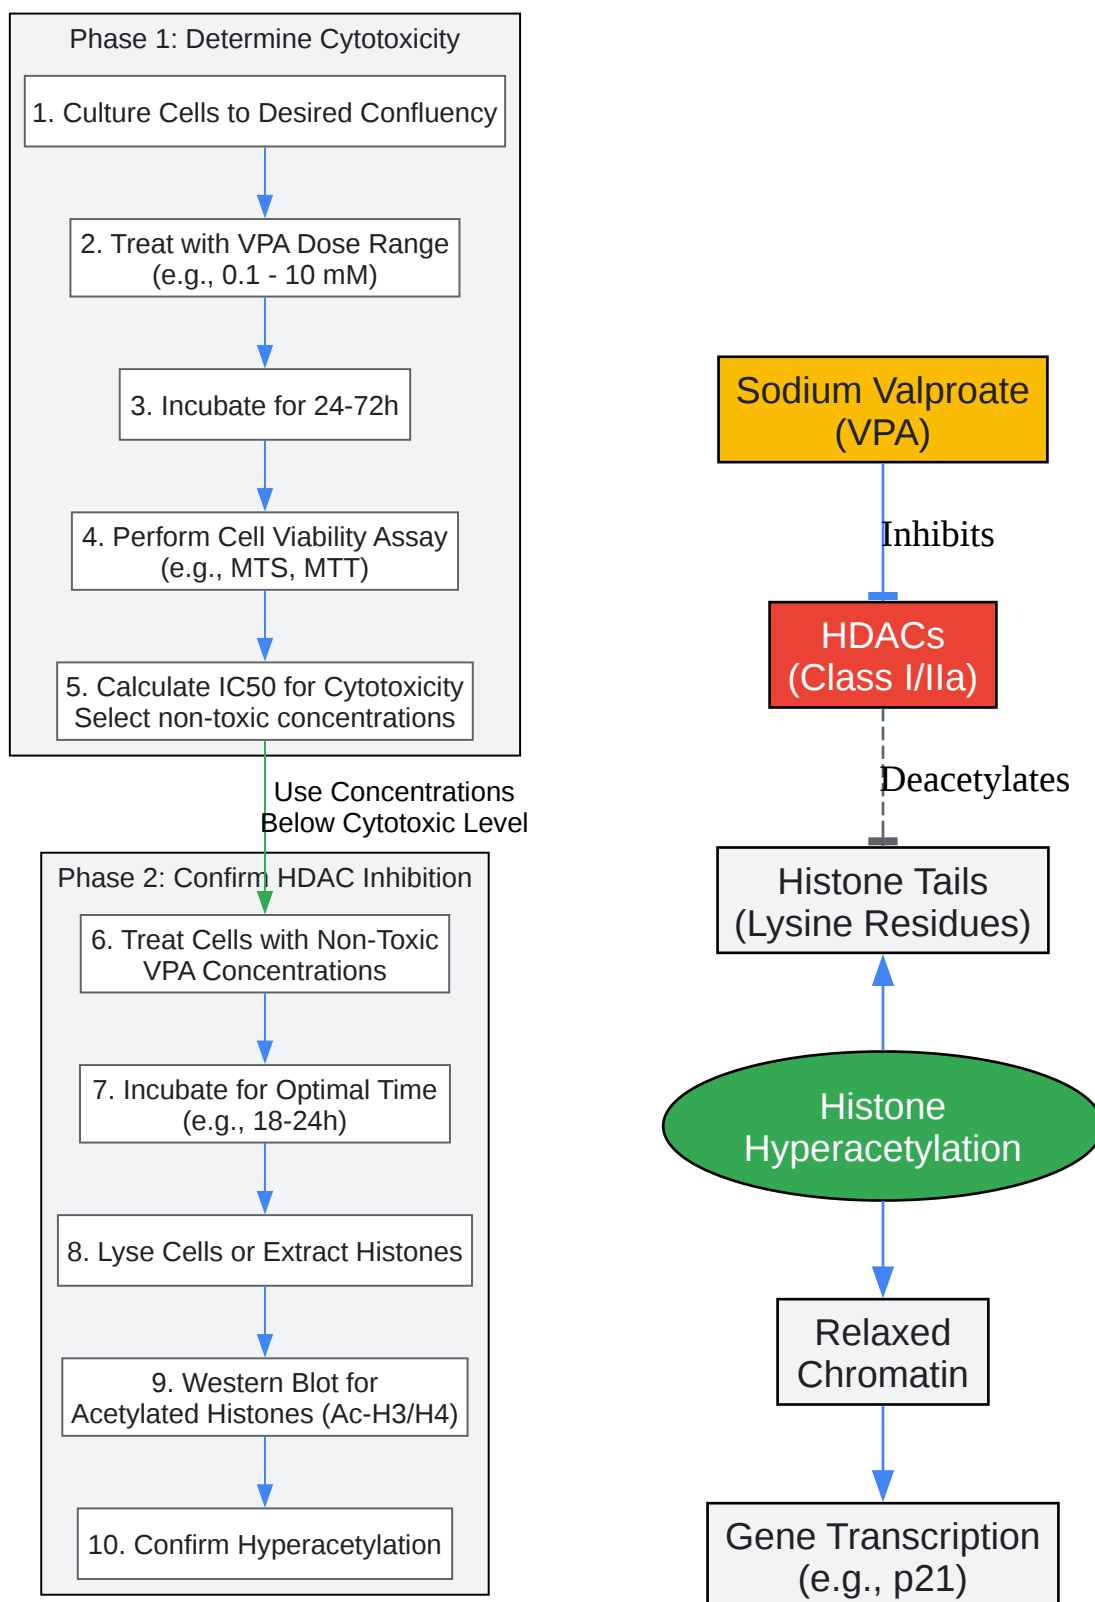 Phase 1: Determine Cytotoxicity
1. Culture Cells to Desired Confluency
2. Treat with VPA Dose Range
(e.g., 0.1 - 10 mM)
3. Incubate for 24-72h
4. Perform Cell Viability Assay
(e.g., MTS, MTT)
5. Calculate IC50 for Cytotoxicity
Select non-toxic concentrations
Use Concentrations
Below Cytotoxic Level
Phase 2: Confirm HDAC Inhibition
6. Treat Cells with Non-Toxic
VPA Concentrations
7. Incubate for Optimal Time
(e.g., 18-24h)
8. Lyse Cells or Extract Histones
9. Western Blot for
Acetylated Histones (Ac-H3/H4)
10. Confirm Hyperacetylation
Sodium Valproate
(VPA)
Inhibits
HDACs
(Class I/IIa)
Deacetylates
Histone Tails
(Lysine Residues)
Histone
Hyperacetylation
Relaxed
Chromatin
Gene Transcription
(e.g., p21)